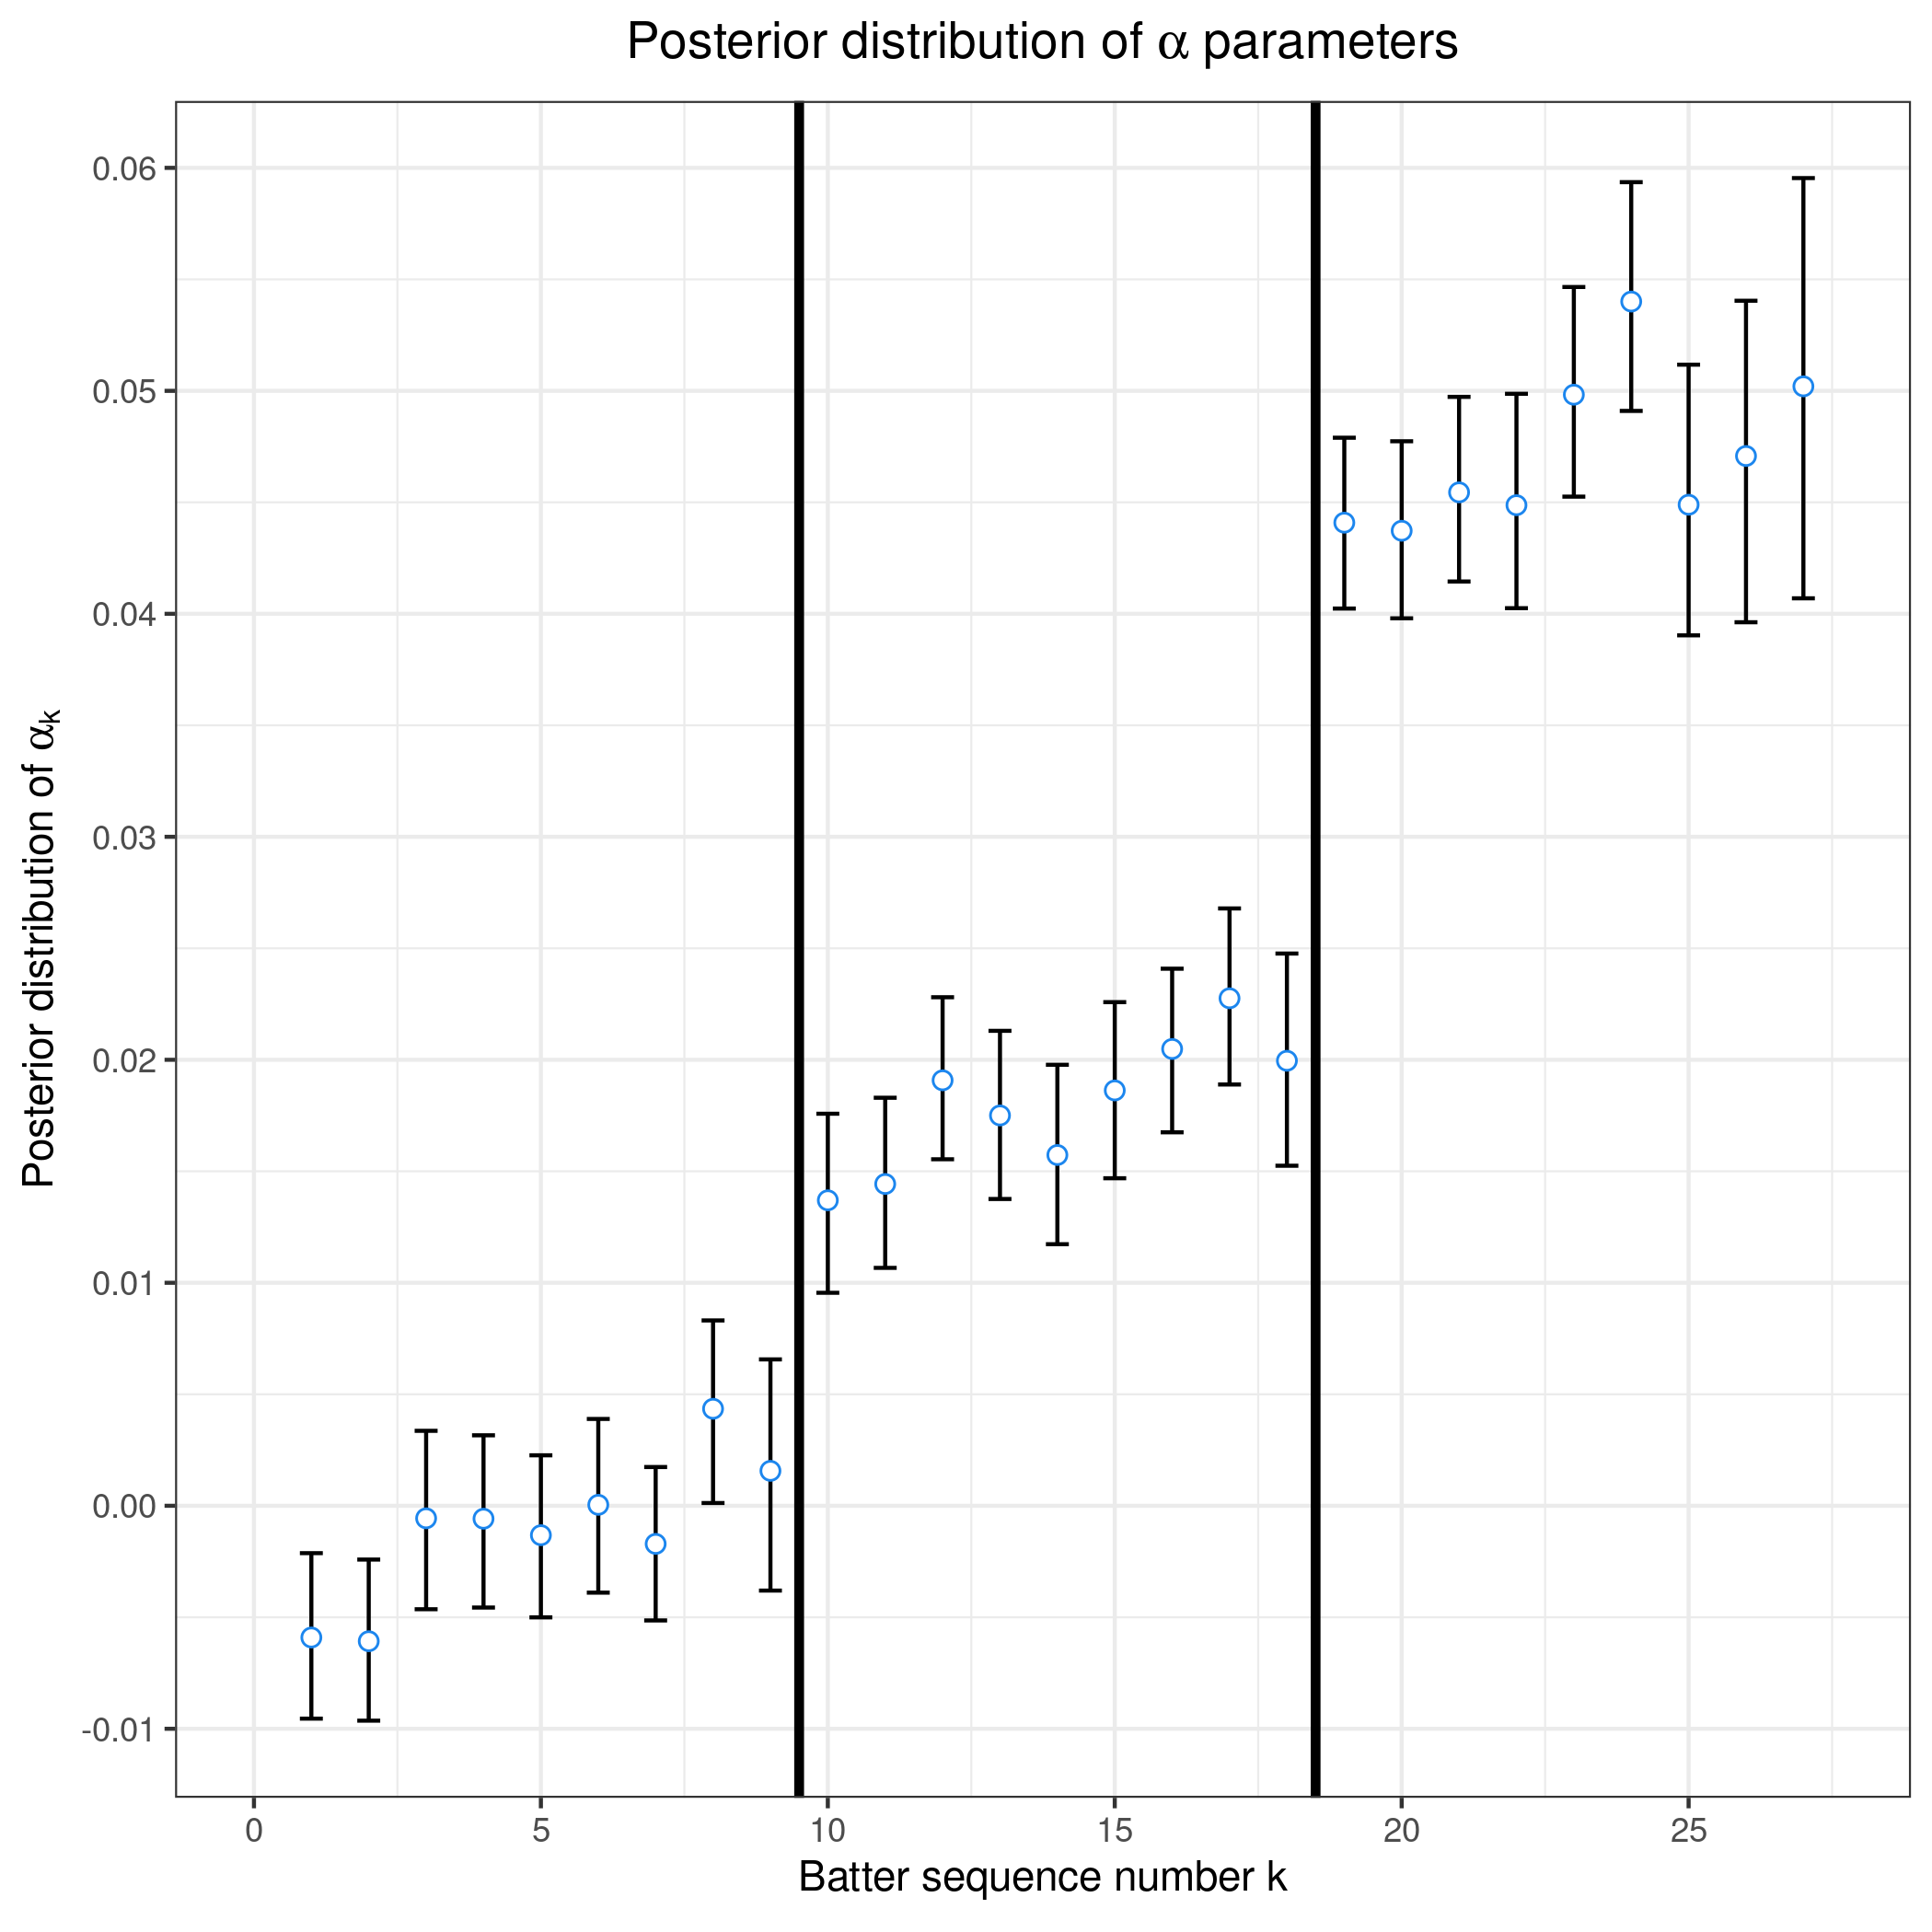 Posterior distribution of α parameters
Posterior distribution of αk
0.06
0.05
0.04
0.03
0.02
0.01
0.00
-0.01
0 5 10 15 20 25
Batter sequence number k